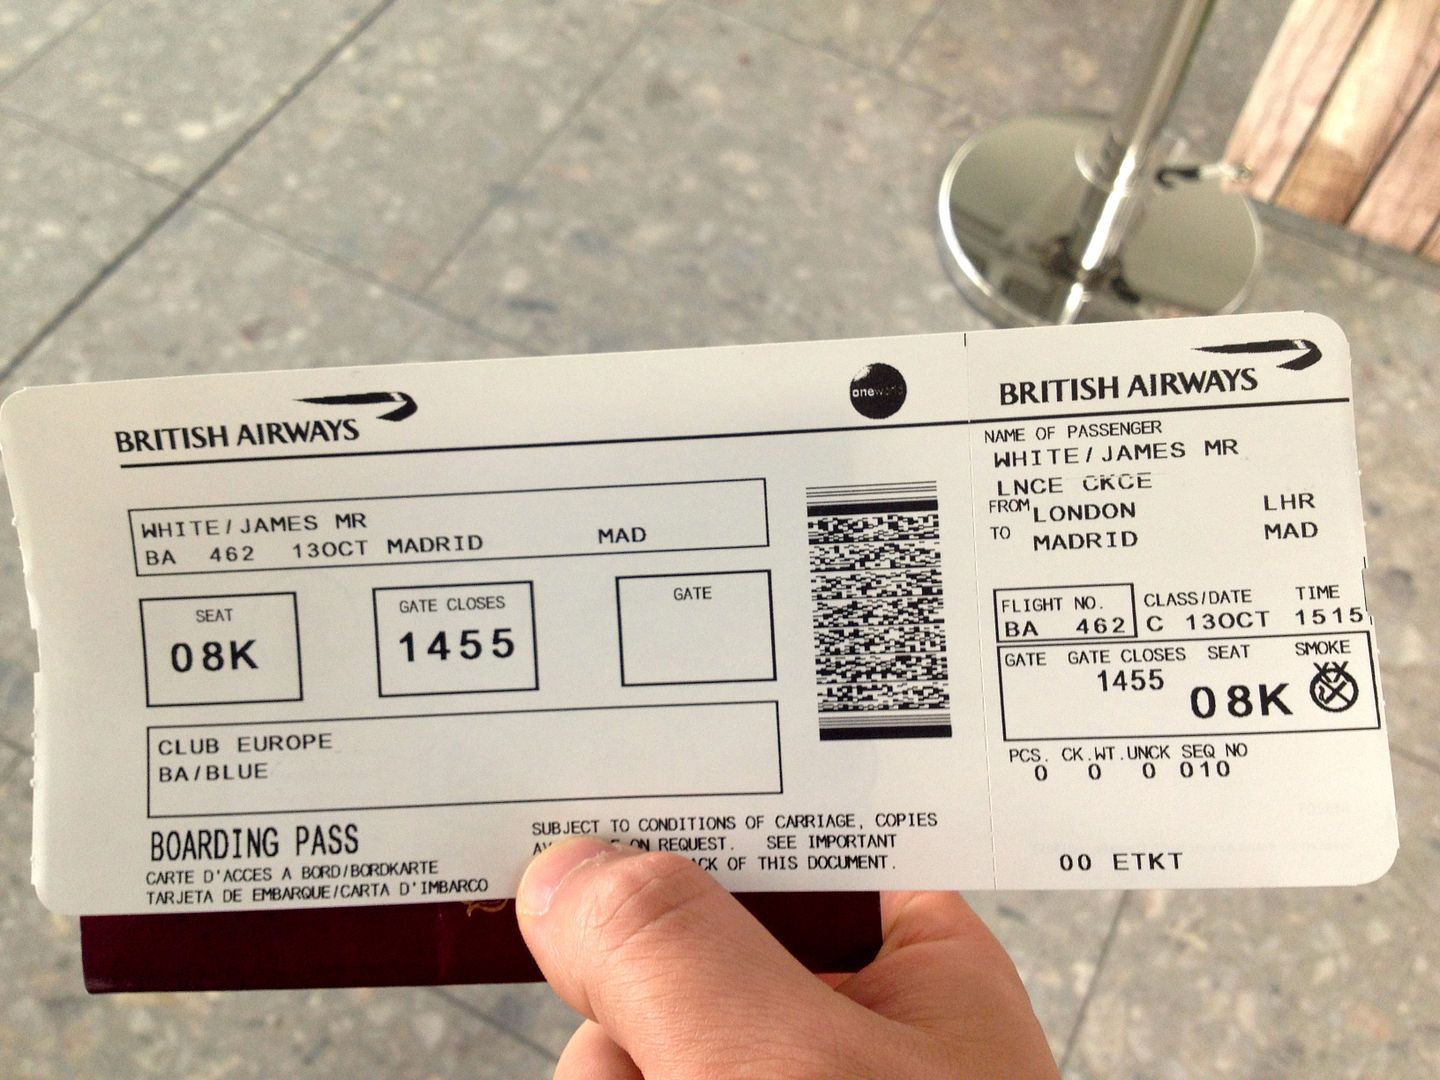 BRITISH AIRWAYS
WHITE/JAMES MR
BA 462 13OCT MADRID MAD
SEAT
08K
GATE CLOSES
1455
GATE
CLUB EUROPE
BA/BLUE
BOARDING PASS
CARTE D'ACCES A BORD/BORDKARTE
TARJETA DE EMBARQUE/CARTA D'IMBARCO
SUBJECT TO CONDITIONS OF CARRIAGE, COPIES
ON REQUEST. SEE IMPORTANT
OF THIS DOCUMENT.
oneworld
BRITISH AIRWAYS
NAME OF PASSENGER
WHITE/JAMES MR
LNCE CKCE
FROM LONDON LHR
TO MADRID MAD
FLIGHT NO. CLASS/DATE TIME
BA 462 C 13OCT 1515
GATE GATE CLOSES SEAT SMOKE
1455 08K
PCS. CK.WT. UNCK SEQ NO
0 0 0 010
00 ETKT